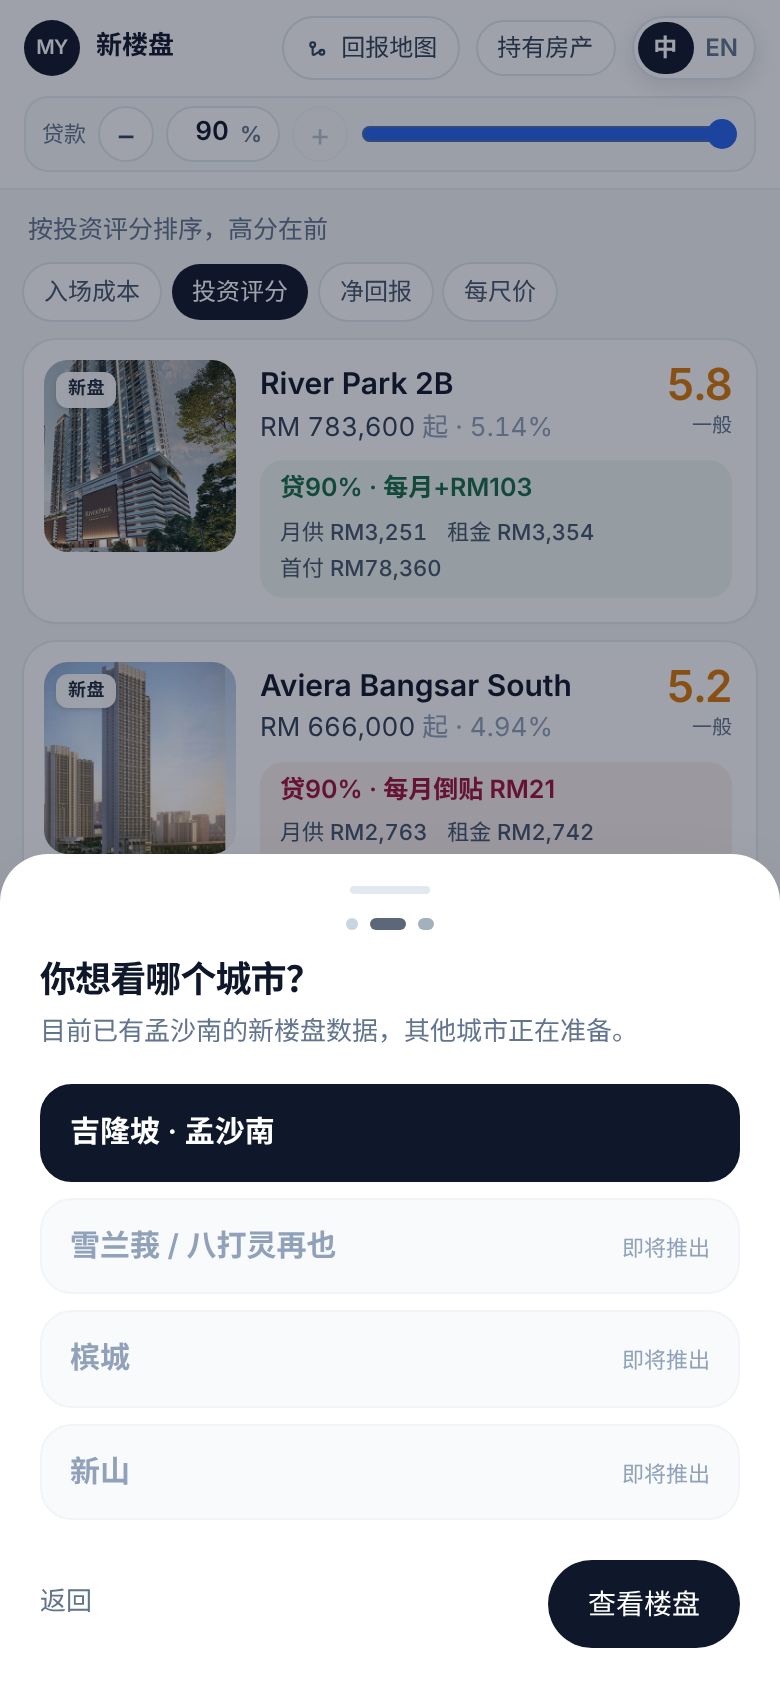 MY 新楼盘 回报地图 持有房产 中 EN
贷款 − 90 % +
按投资评分排序，高分在前
入场成本 投资评分 净回报 每尺价
新盘
RIVERPARK
River Park 2B 5.8
RM 783,600 起 · 5.14% 一般
贷90% · 每月+RM103
月供 RM3,251 租金 RM3,354
首付 RM78,360
新盘
Aviera Bangsar South 5.2
RM 666,000 起 · 4.94% 一般
贷90% · 每月倒贴 RM21
月供 RM2,763 租金 RM2,742
你想看哪个城市？
目前已有孟沙南的新楼盘数据，其他城市正在准备。
吉隆坡 · 孟沙南
雪兰莪 / 八打灵再也 即将推出
槟城 即将推出
新山 即将推出
返回 查看楼盘